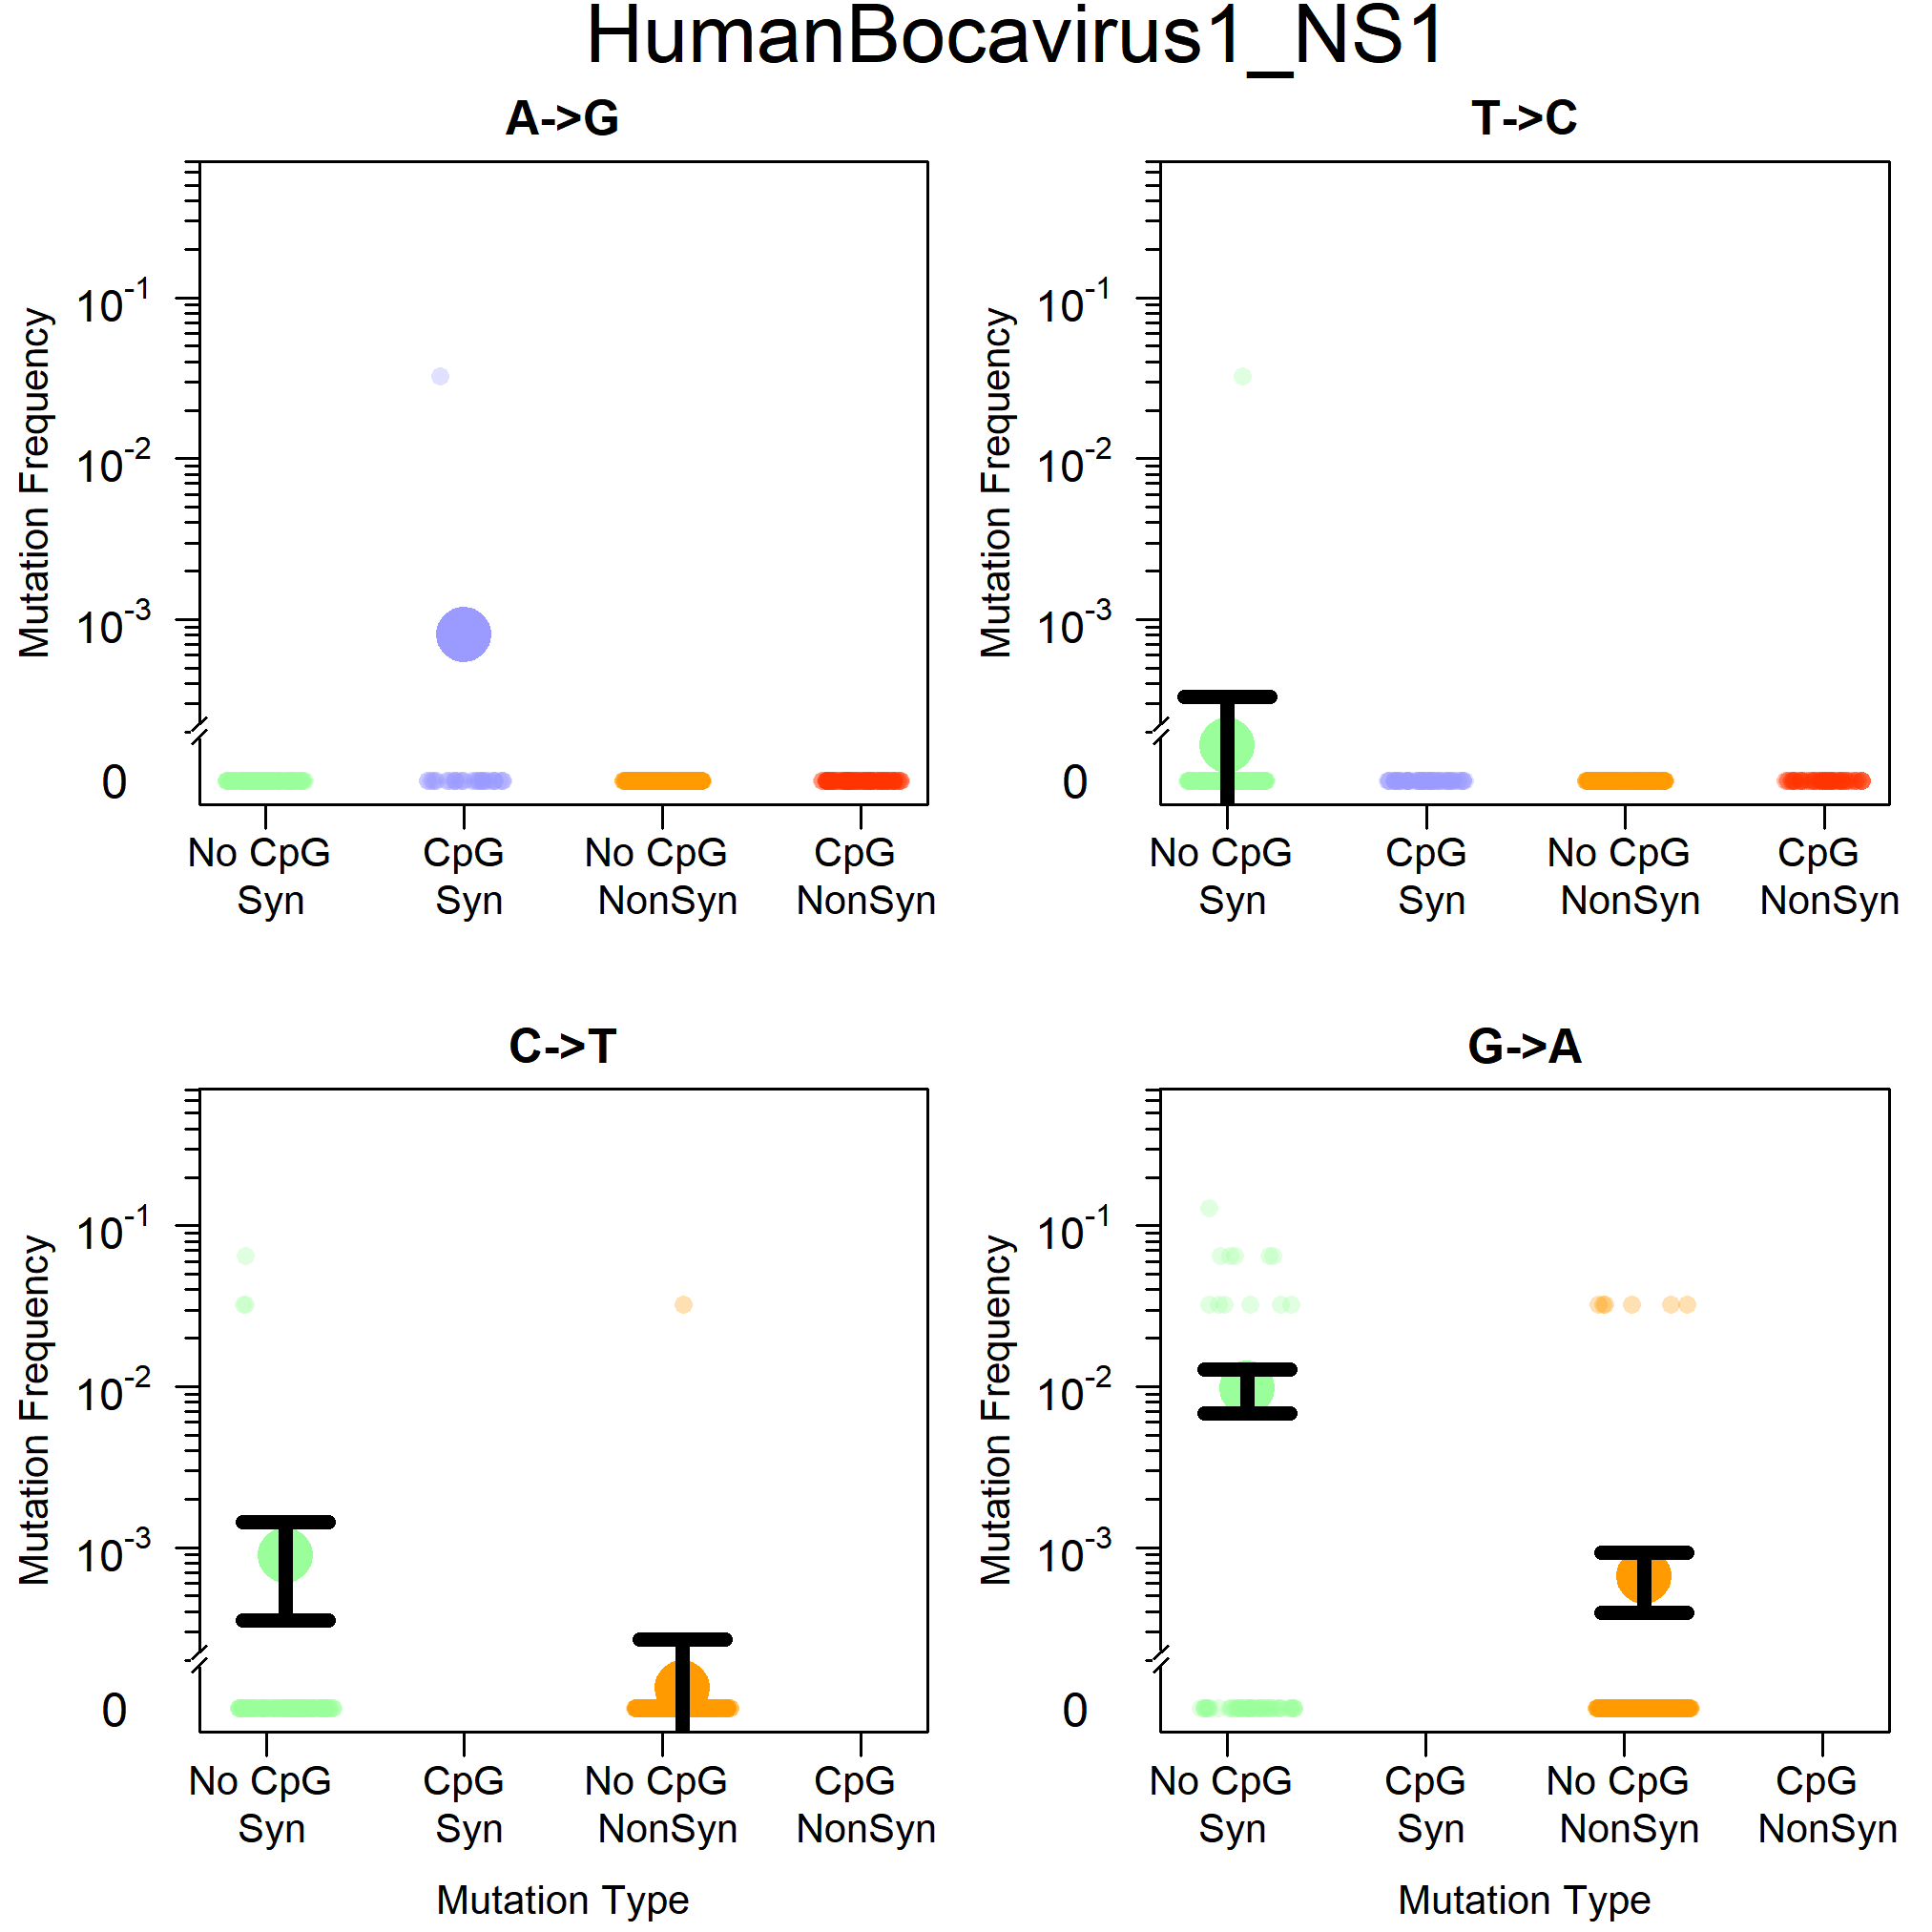 HumanBocavirus1_NS1
A->G
Mutation Frequency
10-1
10-2
10-3
0
No CpG CpG No CpG CpG
Syn Syn NonSyn NonSyn
T->C
Mutation Frequency
10-1
10-2
10-3
0
No CpG CpG No CpG CpG
Syn Syn NonSyn NonSyn
C->T
Mutation Frequency
10-1
10-2
10-3
0
No CpG CpG No CpG CpG
Syn Syn NonSyn NonSyn
Mutation Type
G->A
Mutation Frequency
10-1
10-2
10-3
0
No CpG CpG No CpG CpG
Syn Syn NonSyn NonSyn
Mutation Type